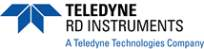 TELEDYNE
RD INSTRUMENTS
A Teledyne Technologies Company